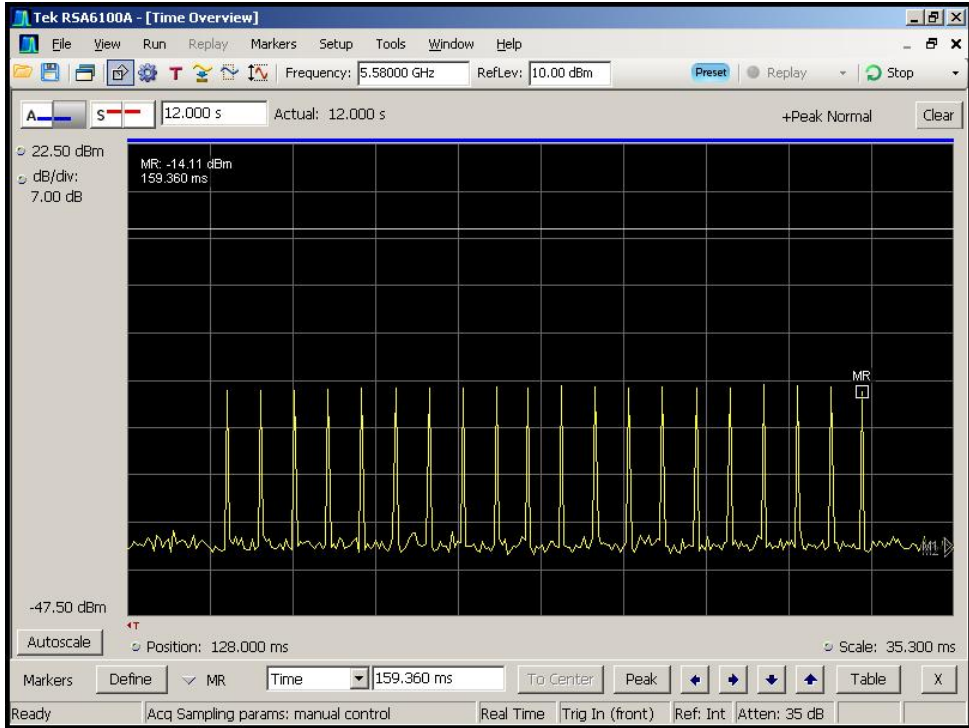 Tek RSA6100A - [Time Overview]
File View Run Replay Markers Setup Tools Window Help
T Frequency: 5.58000 GHz RefLev: 10.00 dBm Preset Replay Stop
A S 12.000 s Actual: 12.000 s +Peak Normal Clear
22.50 dBm
dB/div:
7.00 dB
MR: -14.11 dBm
159.360 ms
MR
M1
-47.50 dBm
T
Autoscale Position: 128.000 ms Scale: 35.300 ms
Markers Define MR Time 159.360 ms To Center Peak Table X
Ready Acq Sampling params: manual control Real Time Trig In (front) Ref: Int Atten: 35 dB